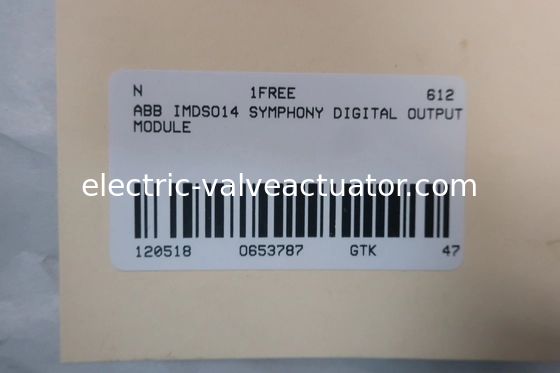 N 1FREE 612
ABB IMDSO14 SYMPHONY DIGITAL OUTPUT
MODULE
electric-valveactuator.com
120518 0653787 GTK 47